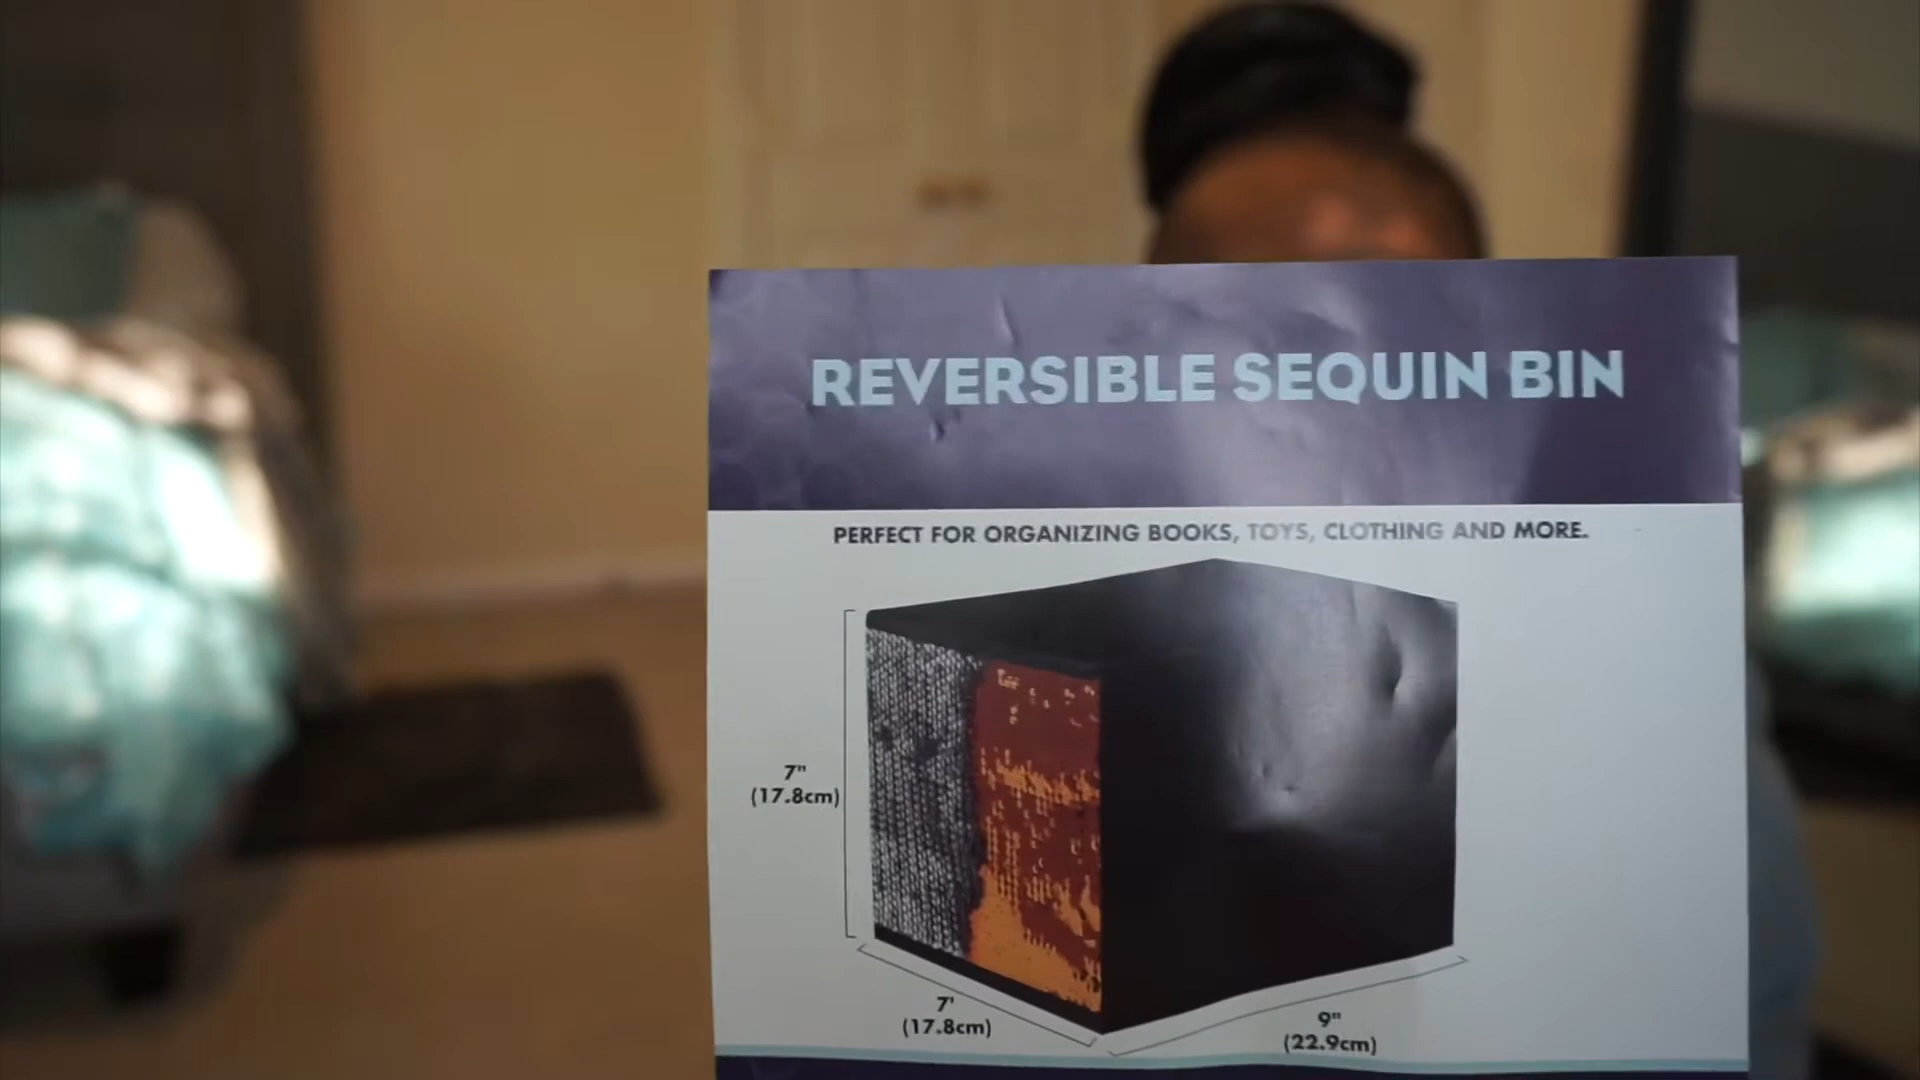 REVERSIBLE SEQUIN BIN
PERFECT FOR ORGANIZING BOOKS, TOYS, CLOTHING AND MORE.
7"
(17.8cm)
7'
(17.8cm)
9"
(22.9cm)